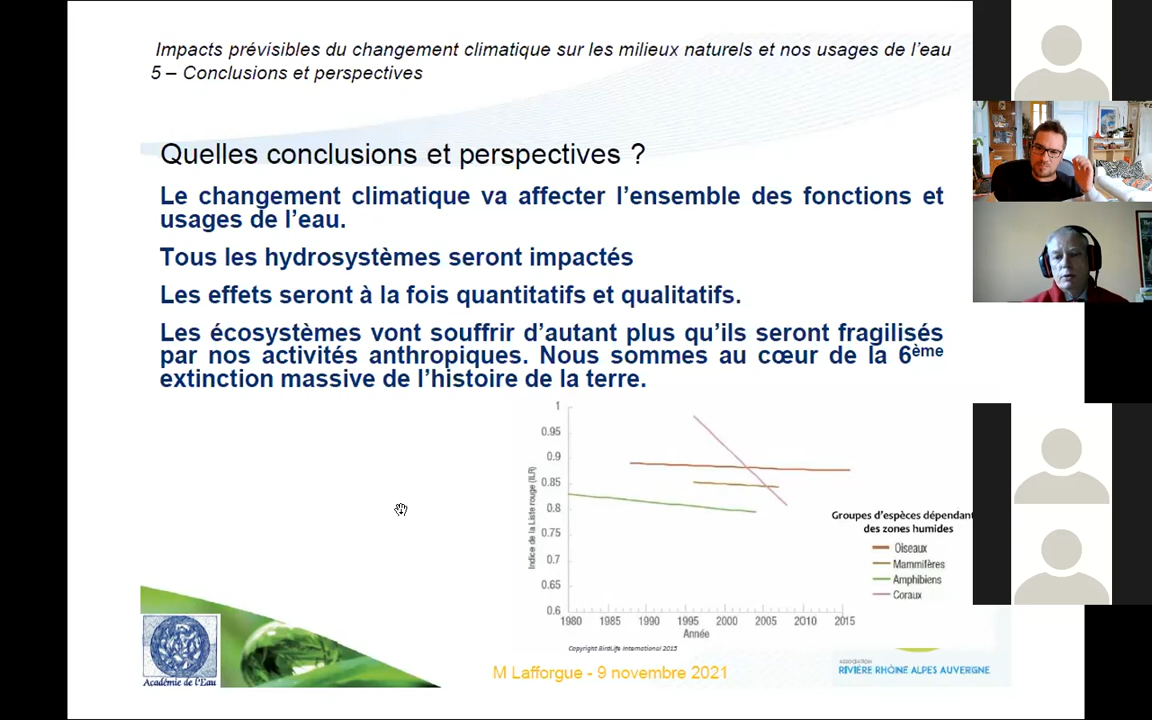 Impacts prévisibles du changement climatique sur les milieux naturels et nos usages de l'eau
5 – Conclusions et perspectives
Quelles conclusions et perspectives ?
Le changement climatique va affecter l'ensemble des fonctions et
usages de l'eau.
Tous les hydrosystèmes seront impactés
Les effets seront à la fois quantitatifs et qualitatifs.
Les écosystèmes vont souffrir d'autant plus qu'ils seront fragilisés
par nos activités anthropiques. Nous sommes au cœur de la 6ème
extinction massive de l'histoire de la terre.
Indice de la Liste rouge (ILR)
1
0.95
0.9
0.85
0.8
0.75
0.7
0.65
0.6
1980 1985 1990 1995 2000 2005 2010 2015
Année
Groupes d'espèces dépendant
des zones humides
Oiseaux
Mammifères
Amphibiens
Coraux
Copyright BirdLife International 2015
Académie de l'Eau
M Lafforgue - 9 novembre 2021
ASSOCIATION
RIVIÈRE RHÔNE ALPES AUVERGNE